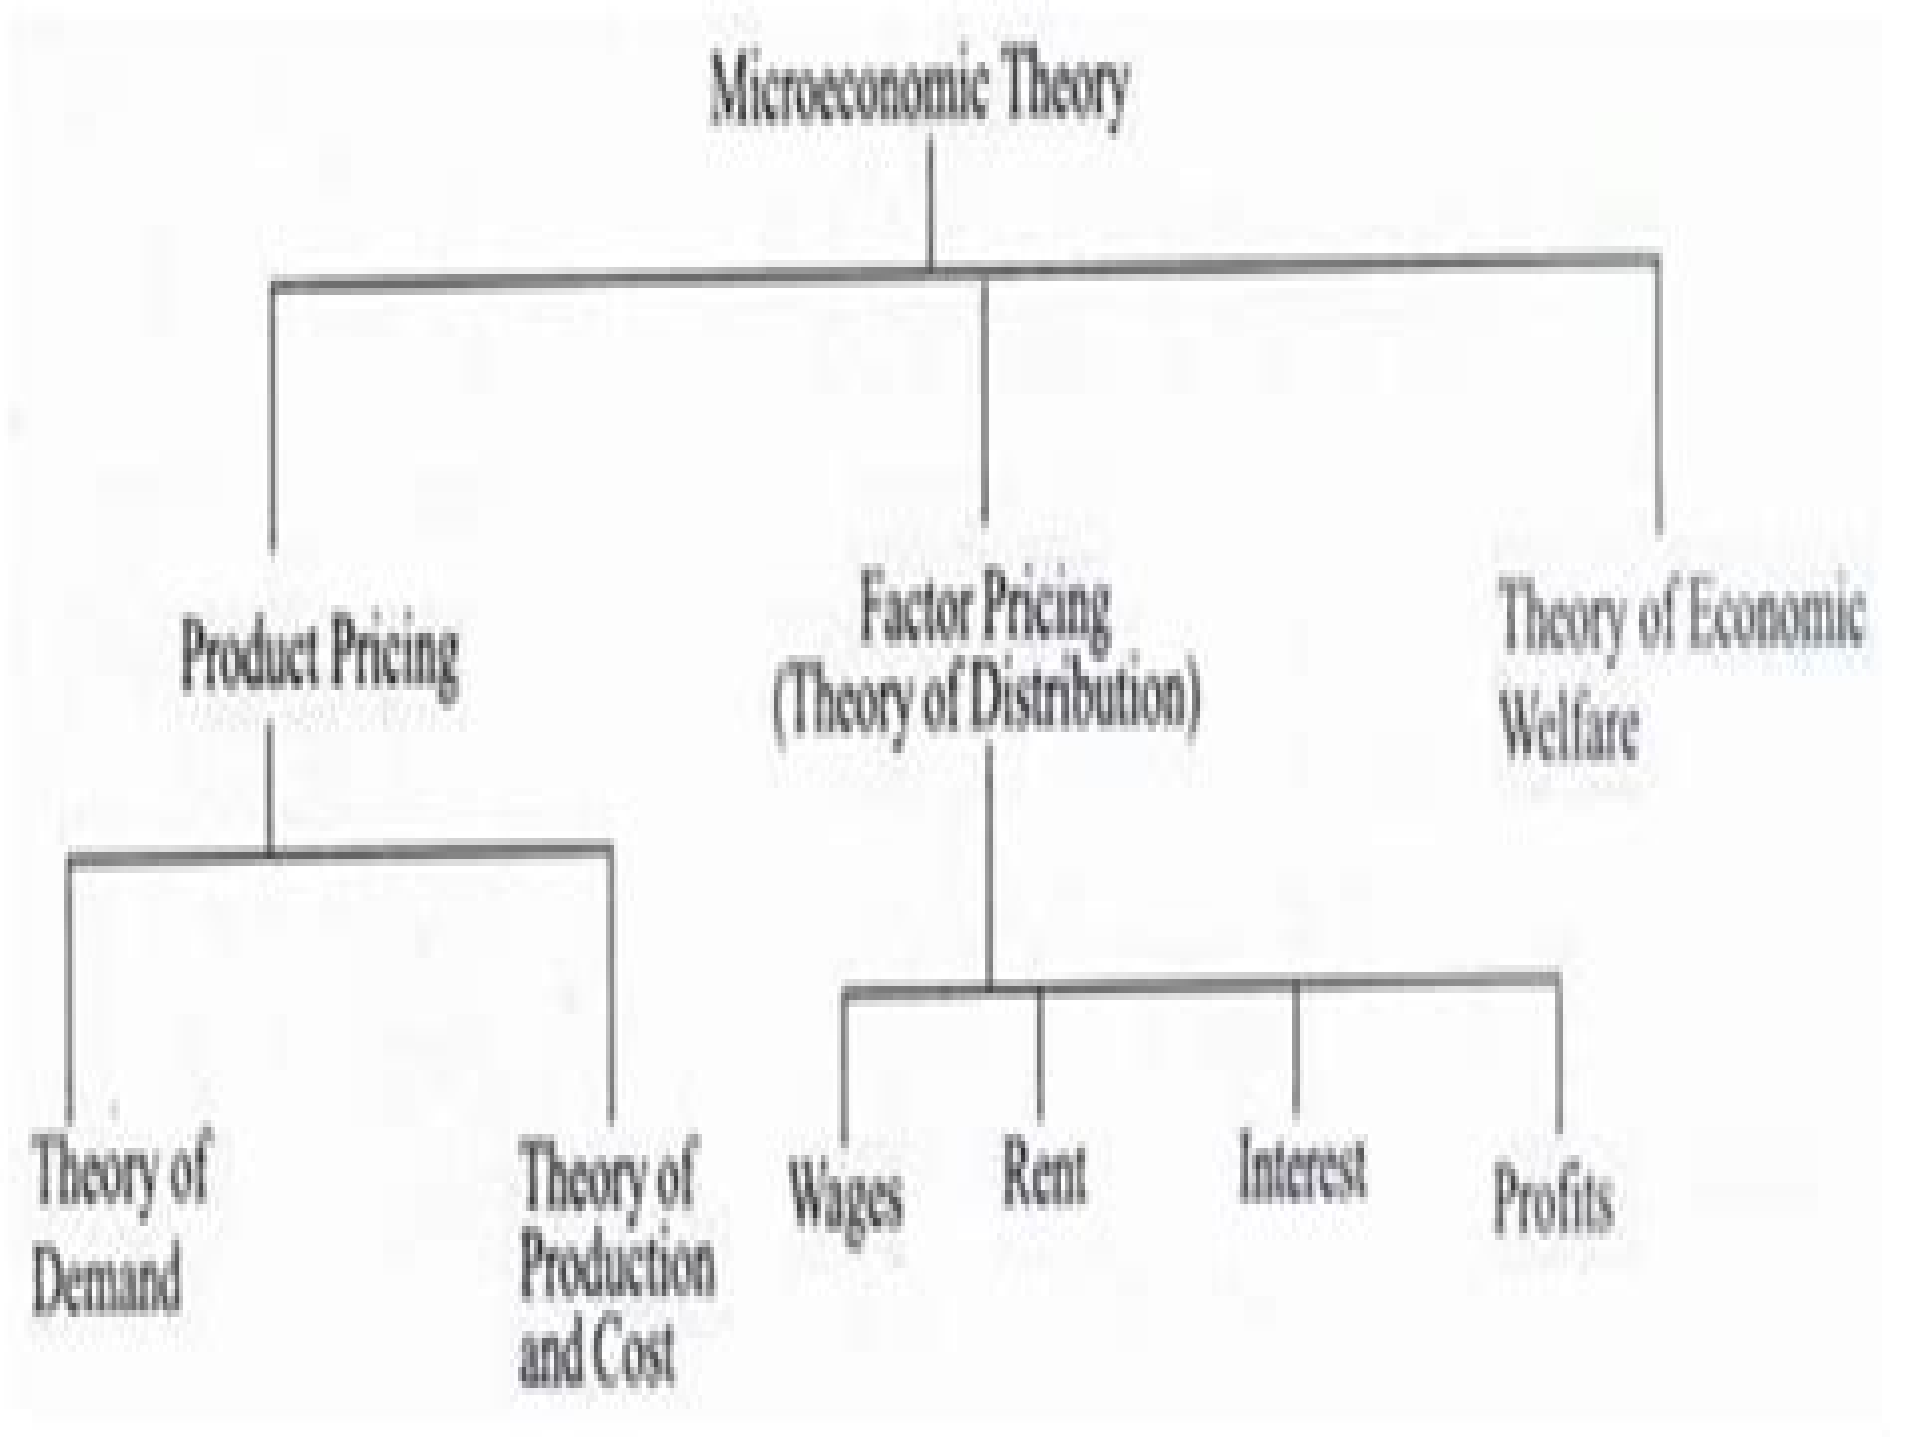 Microeconomic Theory
Product Pricing
Factor Pricing
(Theory of Distribution)
Theory of Economic
Welfare
Theory of
Demand
Theory of
Production
and Cost
Wages
Rent
Interest
Profits